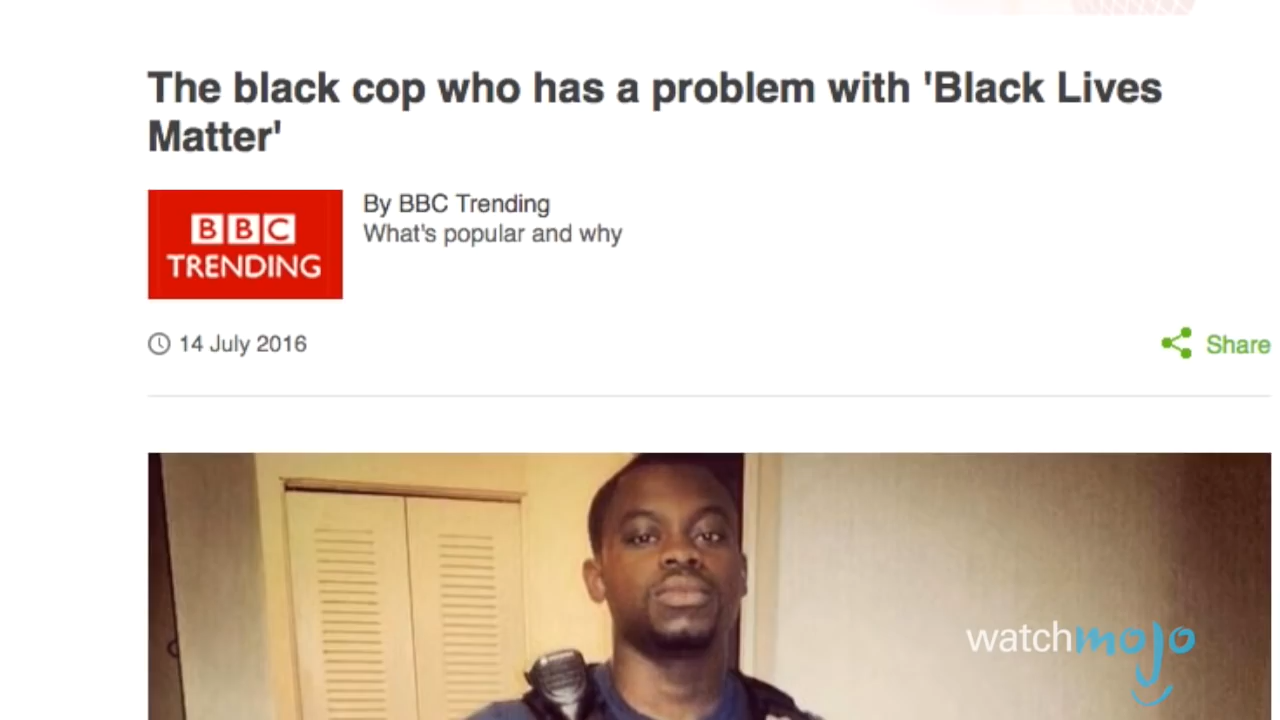 The black cop who has a problem with 'Black Lives
Matter'
BBC
TRENDING
By BBC Trending
What's popular and why
14 July 2016
Share
watchmojo